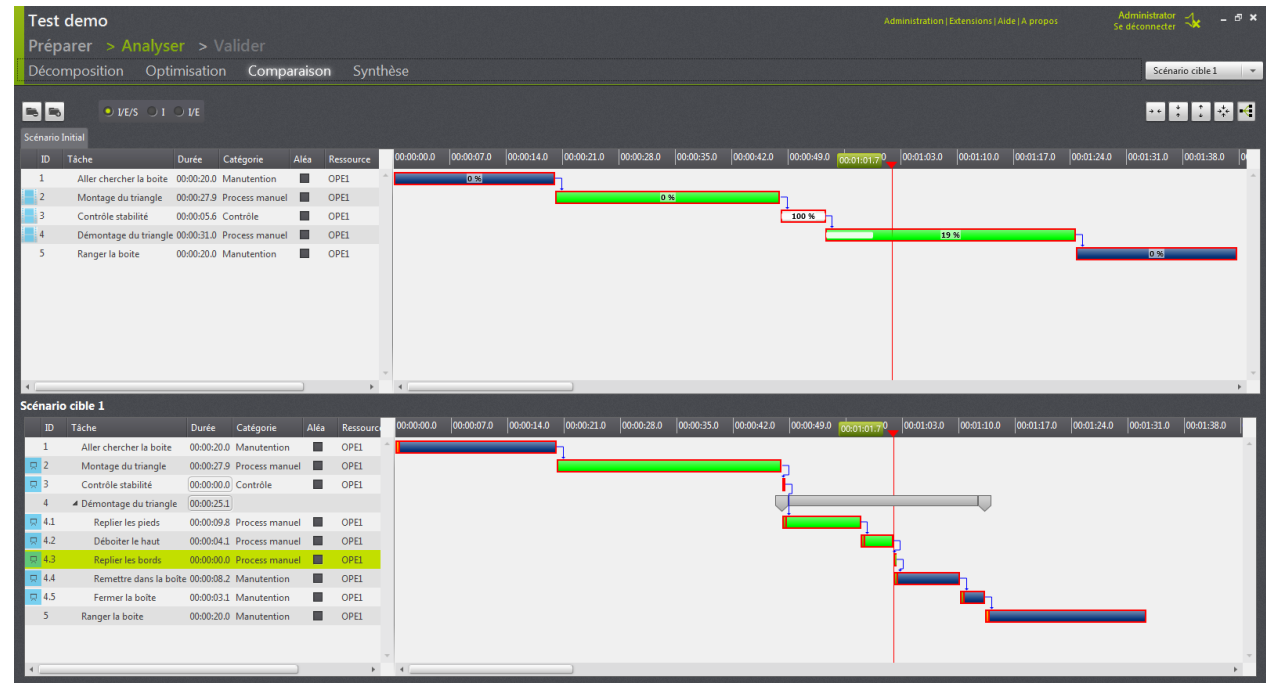 Test demo
Administration | Extensions | Aide | A propos
Administrator
Se déconnecter
Préparer > Analyser > Valider
Décomposition Optimisation Comparaison Synthèse
Scénario cible 1
I/E/S I I/E
Scénario Initial
ID Tâche Durée Catégorie Aléa Ressource 00:00:00.0 00:00:07.0 00:00:14.0 00:00:21.0 00:00:28.0 00:00:35.0 00:00:42.0 00:00:49.0 00:01:01.7 00:01:03.0 00:01:10.0 00:01:17.0 00:01:24.0 00:01:31.0 00:01:38.0
1 Aller chercher la boite 00:00:20.0 Manutention OPE1 0 %
2 Montage du triangle 00:00:27.9 Process manuel OPE1 0 %
3 Contrôle stabilité 00:00:05.6 Contrôle OPE1 100 %
4 Démontage du triangle 00:00:31.0 Process manuel OPE1 19 %
5 Ranger la boite 00:00:20.0 Manutention OPE1 0 %
Scénario cible 1
ID Tâche Durée Catégorie Aléa Ressource 00:00:00.0 00:00:07.0 00:00:14.0 00:00:21.0 00:00:28.0 00:00:35.0 00:00:42.0 00:00:49.0 00:01:01.7 00:01:03.0 00:01:10.0 00:01:17.0 00:01:24.0 00:01:31.0 00:01:38.0
1 Aller chercher la boite 00:00:20.0 Manutention OPE1
2 Montage du triangle 00:00:27.9 Process manuel OPE1
3 Contrôle stabilité 00:00:00.0 Contrôle OPE1
4 Démontage du triangle 00:00:25.1
4.1 Replier les pieds 00:00:09.8 Process manuel OPE1
4.2 Déboiter le haut 00:00:04.1 Process manuel OPE1
4.3 Replier les bords 00:00:00.0 Process manuel OPE1
4.4 Remettre dans la boîte 00:00:08.2 Manutention OPE1
4.5 Fermer la boîte 00:00:03.1 Manutention OPE1
5 Ranger la boite 00:00:20.0 Manutention OPE1